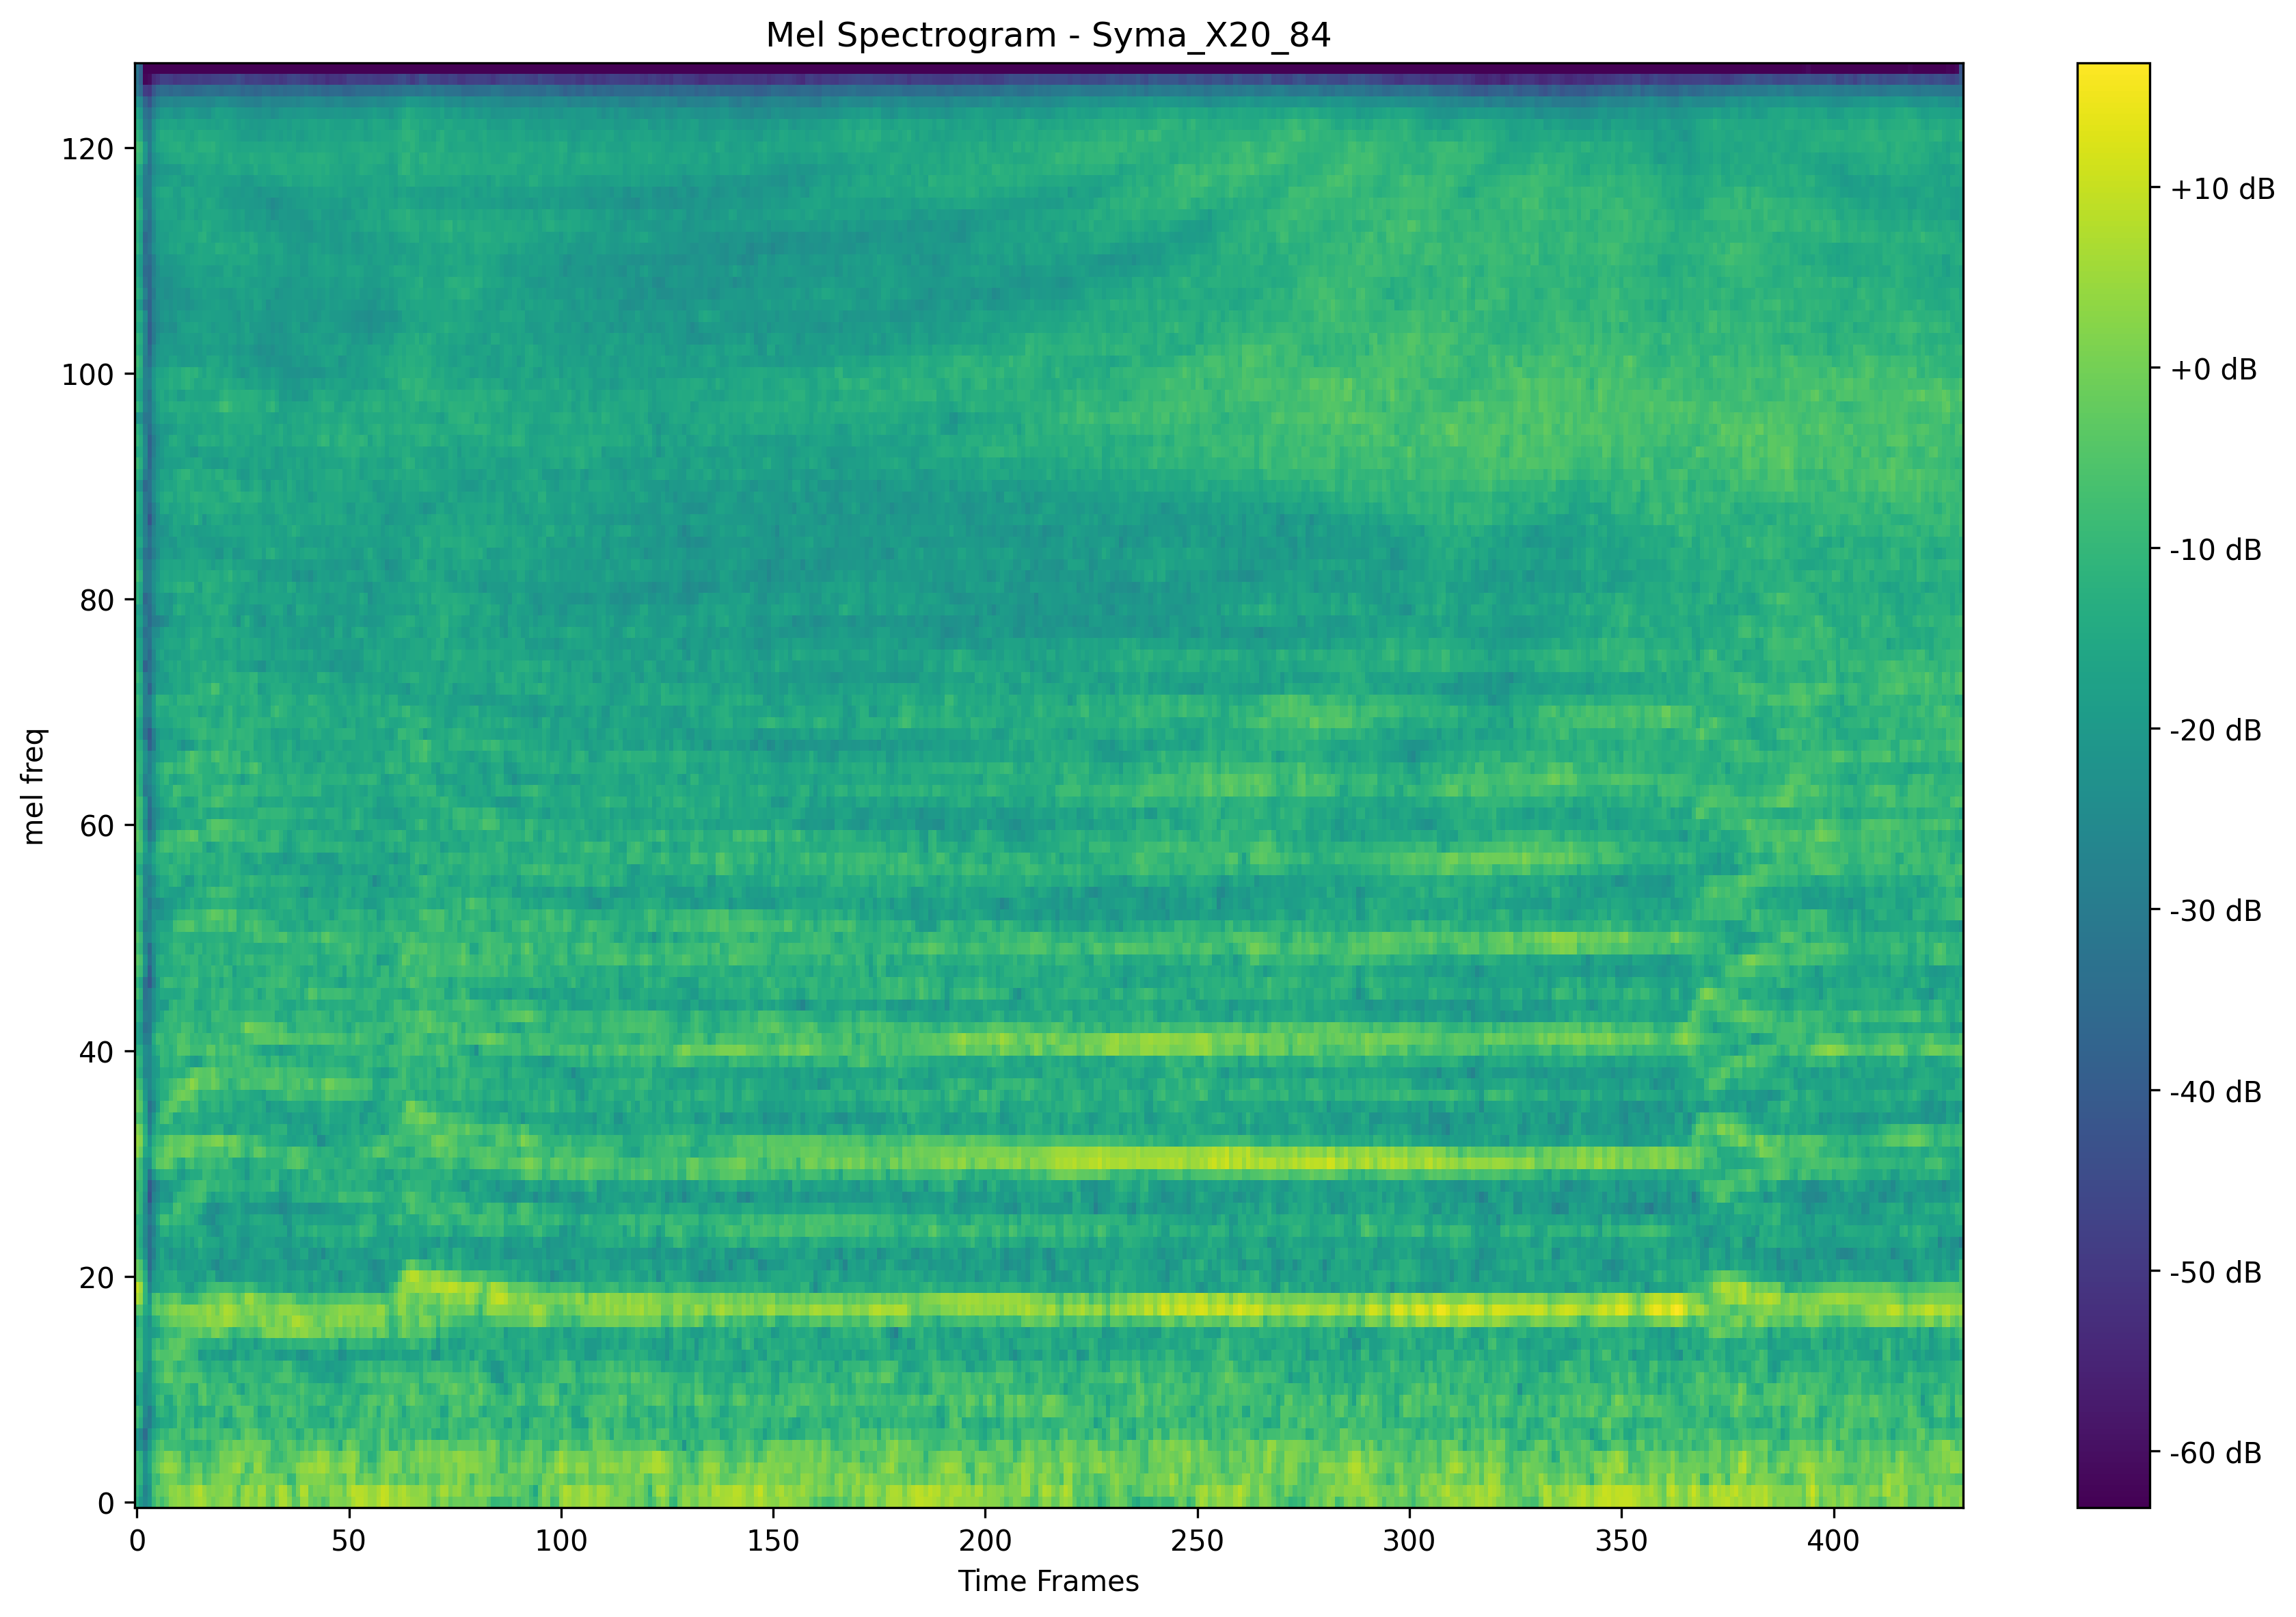 Mel Spectrogram - Syma_X20_84
mel freq
120
100
80
60
40
20
0
0 50 100 150 200 250 300 350 400
Time Frames
+10 dB
+0 dB
-10 dB
-20 dB
-30 dB
-40 dB
-50 dB
-60 dB